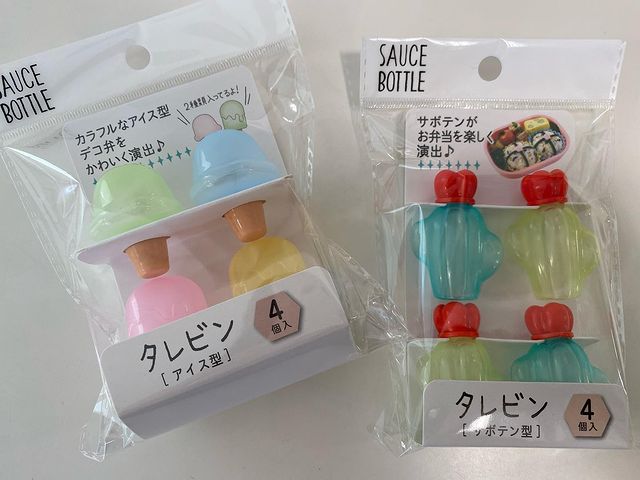 SAUCE
BOTTLE
カラフルなアイス型
デコ弁を
かわいく演出♪
2種類入ってるよ!
タレビン
[アイス型]
4
個入
SAUCE
BOTTLE
サボテンが
お弁当を楽しく
演出♪
タレビン
[サボテン型]
4
個入